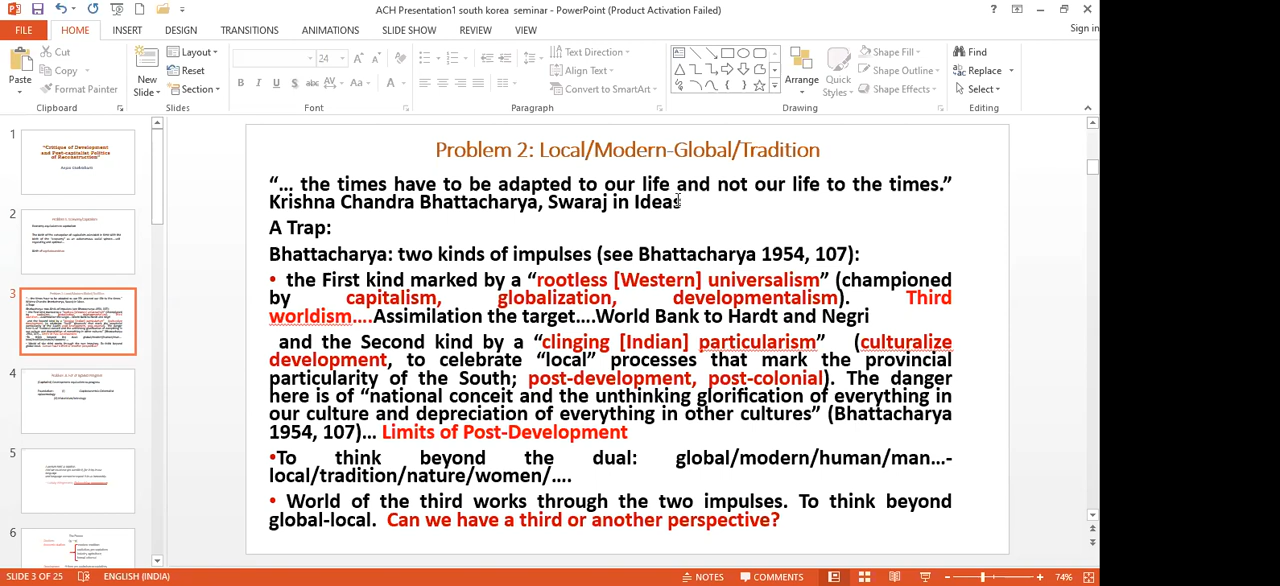 ACH Presentation1 south korea seminar - PowerPoint (Product Activation Failed)
FILE HOME INSERT DESIGN TRANSITIONS ANIMATIONS SLIDE SHOW REVIEW VIEW Sign in
Cut Layout 24 Text Direction Shape Fill Find
Paste Copy New Slide Reset Align Text Arrange Quick Styles Shape Outline Replace
Format Painter Section Convert to SmartArt Shape Effects Select
Clipboard Slides Font Paragraph Drawing Editing
1
"Critique of Development
and Post-capitalist Politics
of Reconstruction"
2
3
4
5
6
Problem 2: Local/Modern-Global/Tradition
“... the times have to be adapted to our life and not our life to the times.”
Krishna Chandra Bhattacharya, Swaraj in Ideas
A Trap:
Bhattacharya: two kinds of impulses (see Bhattacharya 1954, 107):
• the First kind marked by a “rootless [Western] universalism” (championed
by capitalism, globalization, developmentalism). Third
worldism....Assimilation the target....World Bank to Hardt and Negri
and the Second kind by a “clinging [Indian] particularism” (culturalize
development, to celebrate “local” processes that mark the provincial
particularity of the South; post-development, post-colonial). The danger
here is of “national conceit and the unthinking glorification of everything in
our culture and depreciation of everything in other cultures” (Bhattacharya
1954, 107)... Limits of Post-Development
•To think beyond the dual: global/modern/human/man...-
local/tradition/nature/women/....
• World of the third works through the two impulses. To think beyond
global-local. Can we have a third or another perspective?
SLIDE 3 OF 25 ENGLISH (INDIA) NOTES COMMENTS 74%